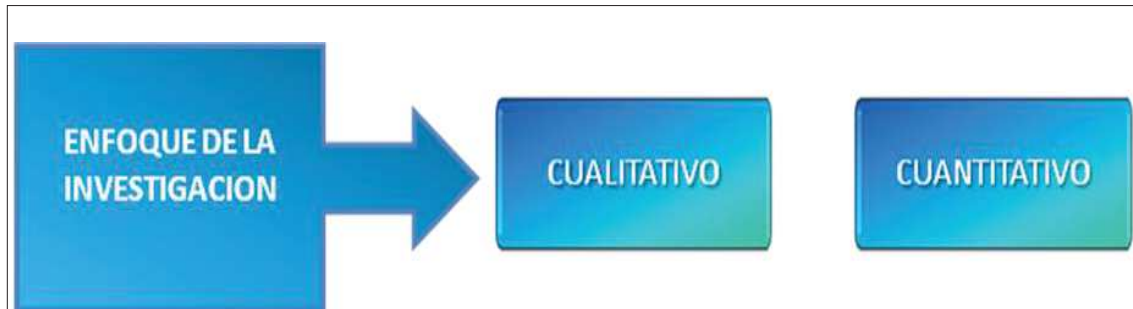 ENFOQUE DE LA
INVESTIGACION
CUALITATIVO
CUANTITATIVO